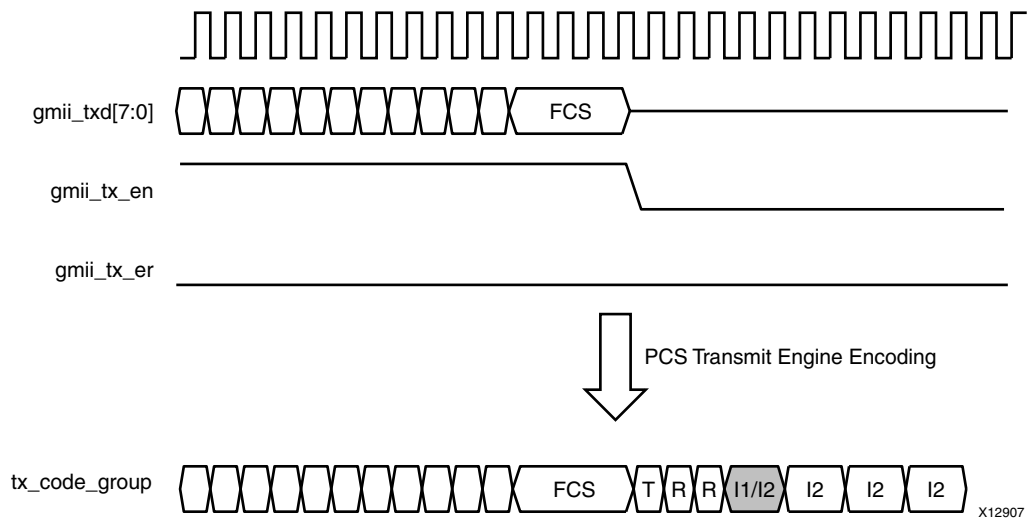 gmii_txd[7:0] FCS
gmii_tx_en
gmii_tx_er
PCS Transmit Engine Encoding
tx_code_group FCS T R R I1/I2 I2 I2 I2
X12907